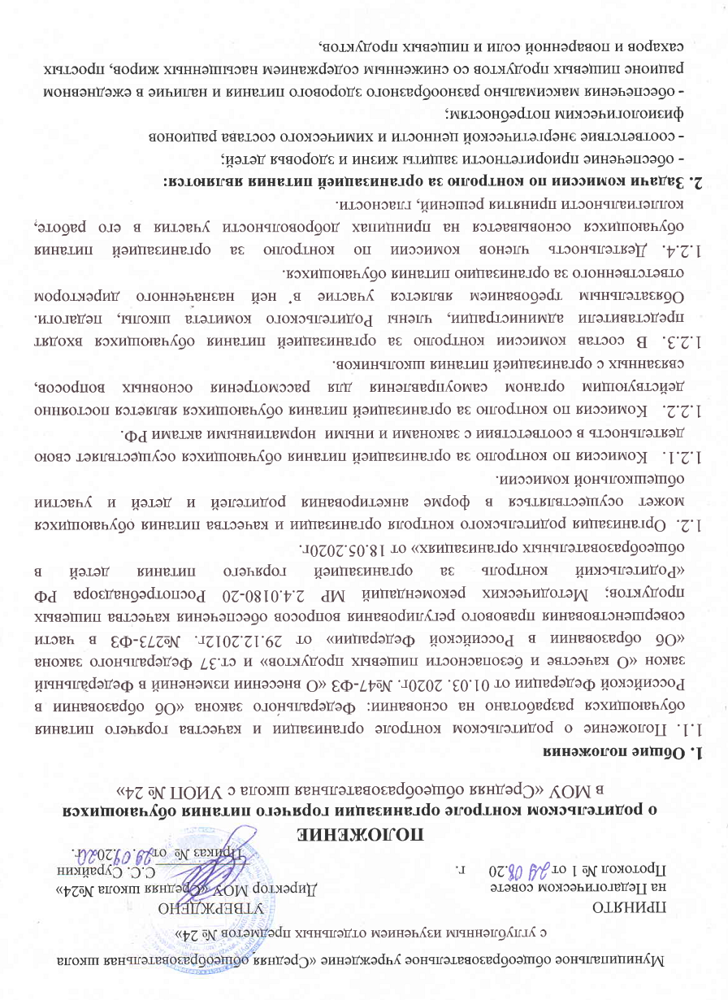 Муниципальное общеобразовательное учреждение «Средняя общеобразовательная школа
с углубленным изучением отдельных предметов № 24»
ПРИНЯТО УТВЕРЖДЕНО
на Педагогическом совете Директор МОУ «Средняя школа №24»
Протокол № 1 от 29.08.20 г. С.С. Сурайкин
Приказ № от 29.09.2020г.
ПОЛОЖЕНИЕ
о родительском контроле организации горячего питания обучающихся
в МОУ «Средняя общеобразовательная школа с УИОП № 24»
1. Общие положения
1.1. Положение о родительском контроле организации и качества горячего питания
обучающихся разработано на основании: Федерального закона «Об образовании в
Российской Федерации от 01.03. 2020г. №47-ФЗ «О внесении изменений в Федеральный
закон «О качестве и безопасности пищевых продуктов» и ст.37 Федерального закона
«Об образовании в Российской Федерации» от 29.12.2012г. №273-ФЗ в части
совершенствования правового регулирования вопросов обеспечения качества пищевых
продуктов; Методических рекомендаций МР 2.4.0180-20 Роспотребнадзора РФ
«Родительский контроль за организацией горячего питания детей в
общеобразовательных организациях» от 18.05.2020г.
1.2. Организация родительского контроля организации и качества питания обучающихся
может осуществляться в форме анкетирования родителей и детей и участии
общешкольной комиссии.
1.2.1. Комиссия по контролю за организацией питания обучающихся осуществляет свою
деятельность в соответствии с законами и иными нормативными актами РФ.
1.2.2. Комиссия по контролю за организацией питания обучающихся является постоянно
действующим органом самоуправления для рассмотрения основных вопросов,
связанных с организацией питания школьников.
1.2.3. В состав комиссии контролю за организацией питания обучающихся входят
представители администрации, члены Родительского комитета школы, педагоги.
Обязательным требованием является участие в ней назначенного директором
ответственного за организацию питания обучающихся.
1.2.4. Деятельность членов комиссии по контролю за организацией питания
обучающихся основывается на принципах добровольности участия в его работе,
коллегиальности принятия решений, гласности.
2. Задачи комиссии по контролю за организацией питания являются:
- обеспечение приоритетности защиты жизни и здоровья детей;
- соответствие энергетической ценности и химического состава рационов
физиологическим потребностям;
- обеспечения максимально разнообразного здорового питания и наличие в ежедневном
рационе пищевых продуктов со сниженным содержанием насыщенных жиров, простых
сахаров и поваренной соли и пищевых продуктов,